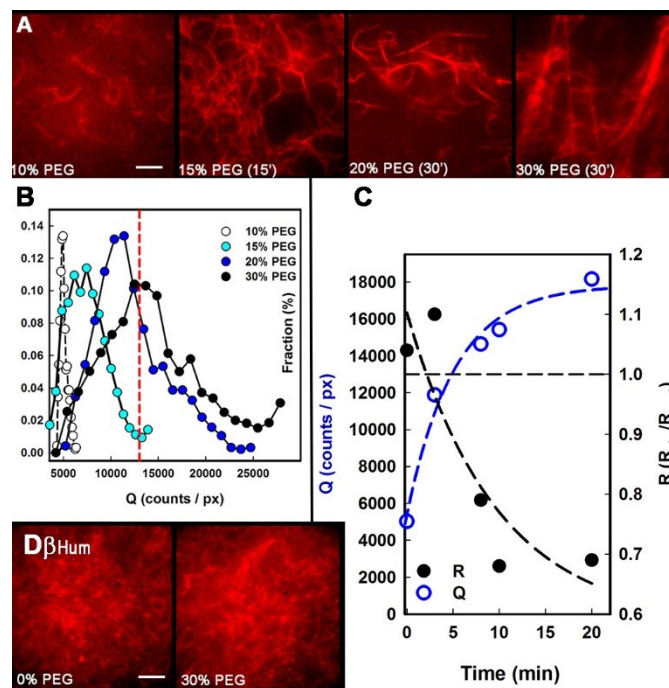 A
10% PEG
15% PEG (15')
20% PEG (30')
30% PEG (30')
B
0.14
0.12
0.10
0.08
0.06
0.04
0.02
0.00
10% PEG
15% PEG
20% PEG
30% PEG
Fraction (%)
5000 10000 15000 20000 25000
Q (counts / px)
C
18000
16000
14000
12000
10000
8000
6000
4000
2000
0
Q (counts / px)
1.2
1.1
1.0
0.9
0.8
0.7
0.6
R
Q
0 5 10 15 20
Time (min)
DβHum
0% PEG
30% PEG